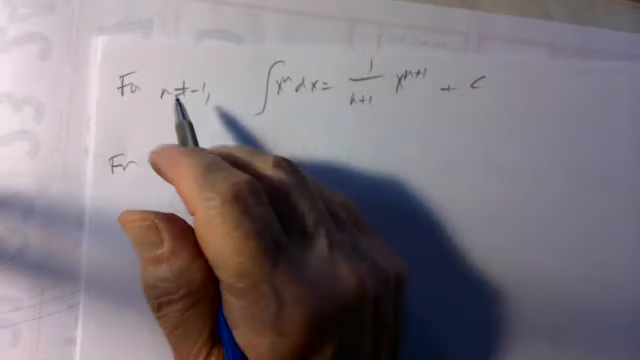 For n ≠ -1, ∫xⁿ dx = 1/(n+1) xⁿ⁺¹ + c
For